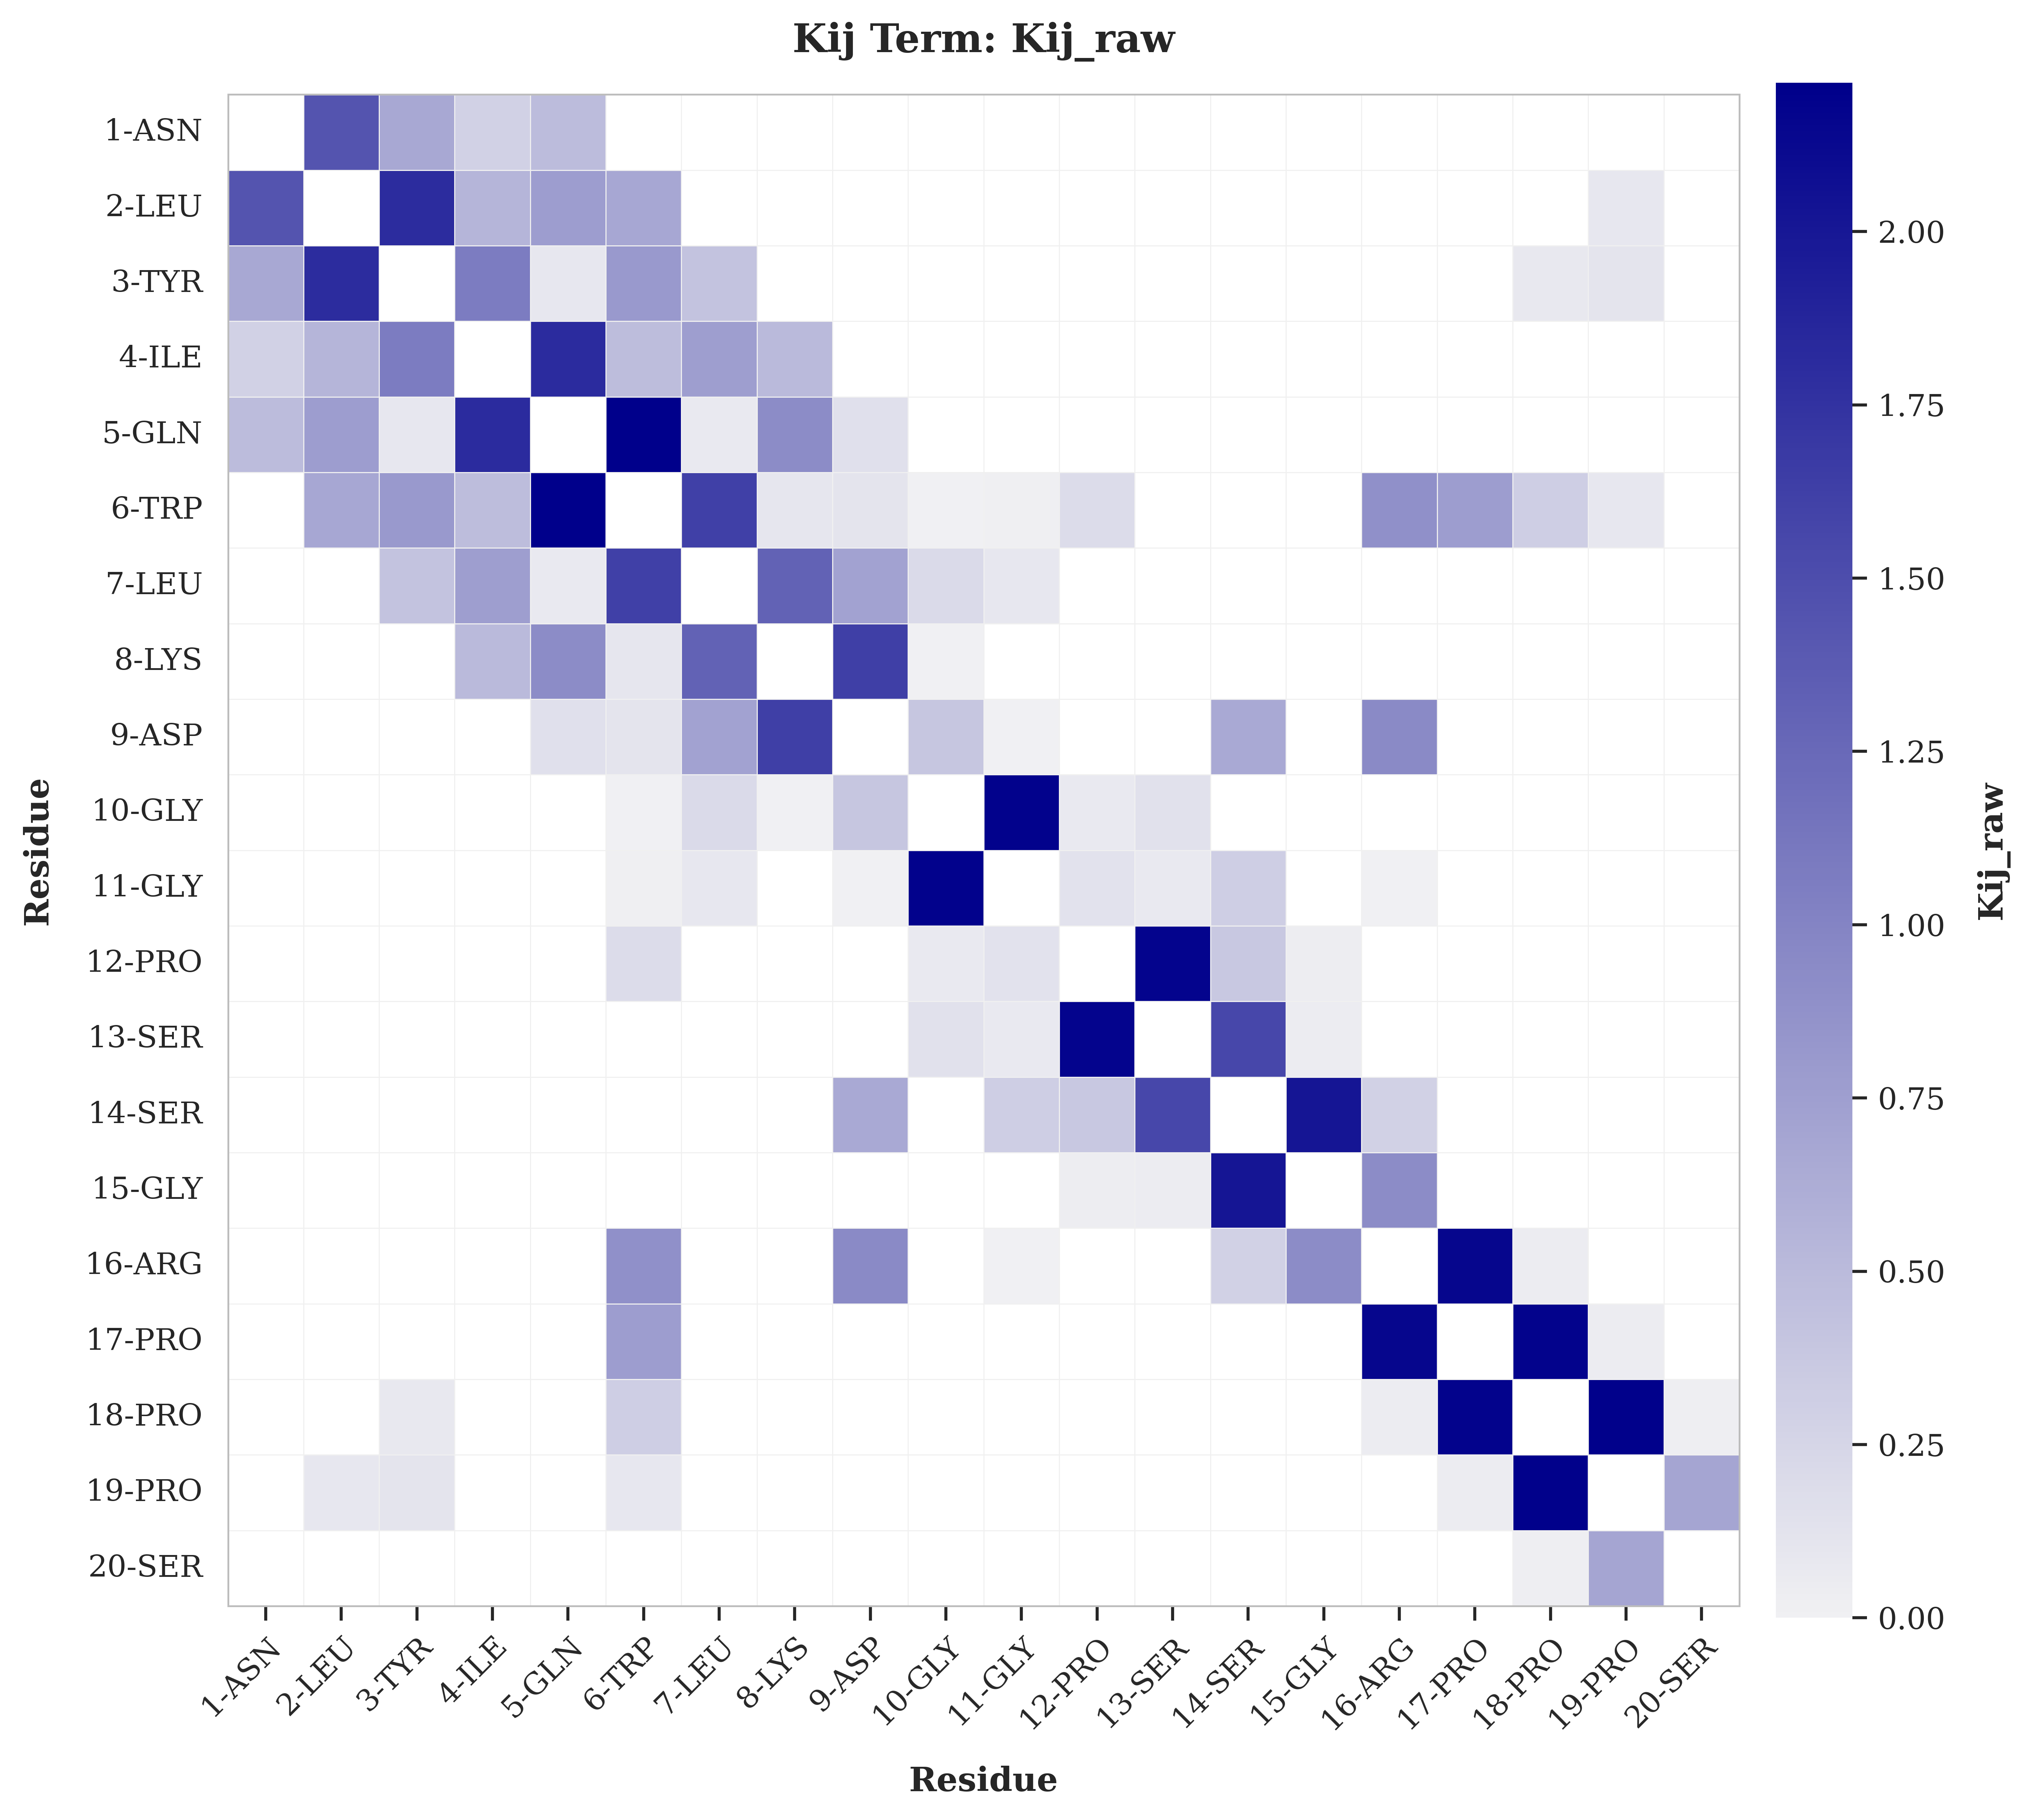 Kij Term: Kij_raw
1-ASN
2-LEU
3-TYR
4-ILE
5-GLN
6-TRP
7-LEU
8-LYS
9-ASP
10-GLY
11-GLY
12-PRO
13-SER
14-SER
15-GLY
16-ARG
17-PRO
18-PRO
19-PRO
20-SER
Residue
1-ASN
2-LEU
3-TYR
4-ILE
5-GLN
6-TRP
7-LEU
8-LYS
9-ASP
10-GLY
11-GLY
12-PRO
13-SER
14-SER
15-GLY
16-ARG
17-PRO
18-PRO
19-PRO
20-SER
Residue
2.00
1.75
1.50
1.25
1.00
0.75
0.50
0.25
0.00
Kij_raw